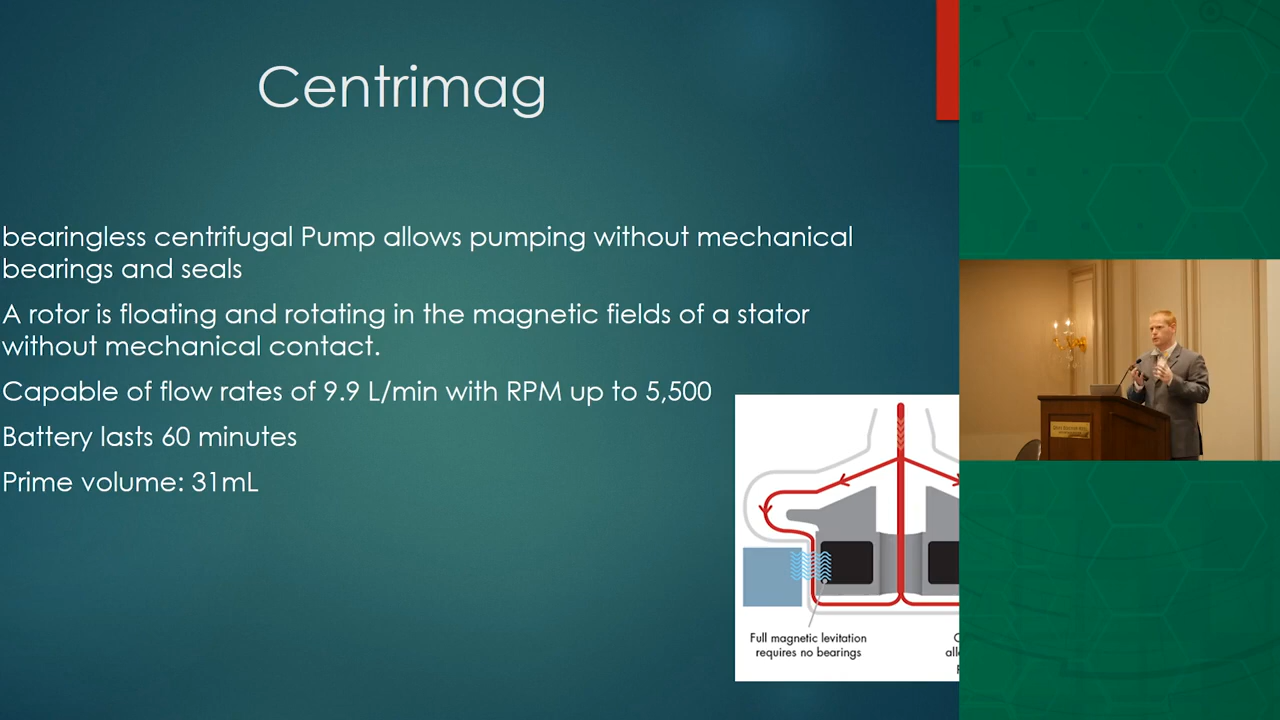 Centrimag
bearingless centrifugal Pump allows pumping without mechanical
bearings and seals
A rotor is floating and rotating in the magnetic fields of a stator
without mechanical contact.
Capable of flow rates of 9.9 L/min with RPM up to 5,500
Battery lasts 60 minutes
Prime volume: 31mL
Full magnetic levitation
requires no bearings